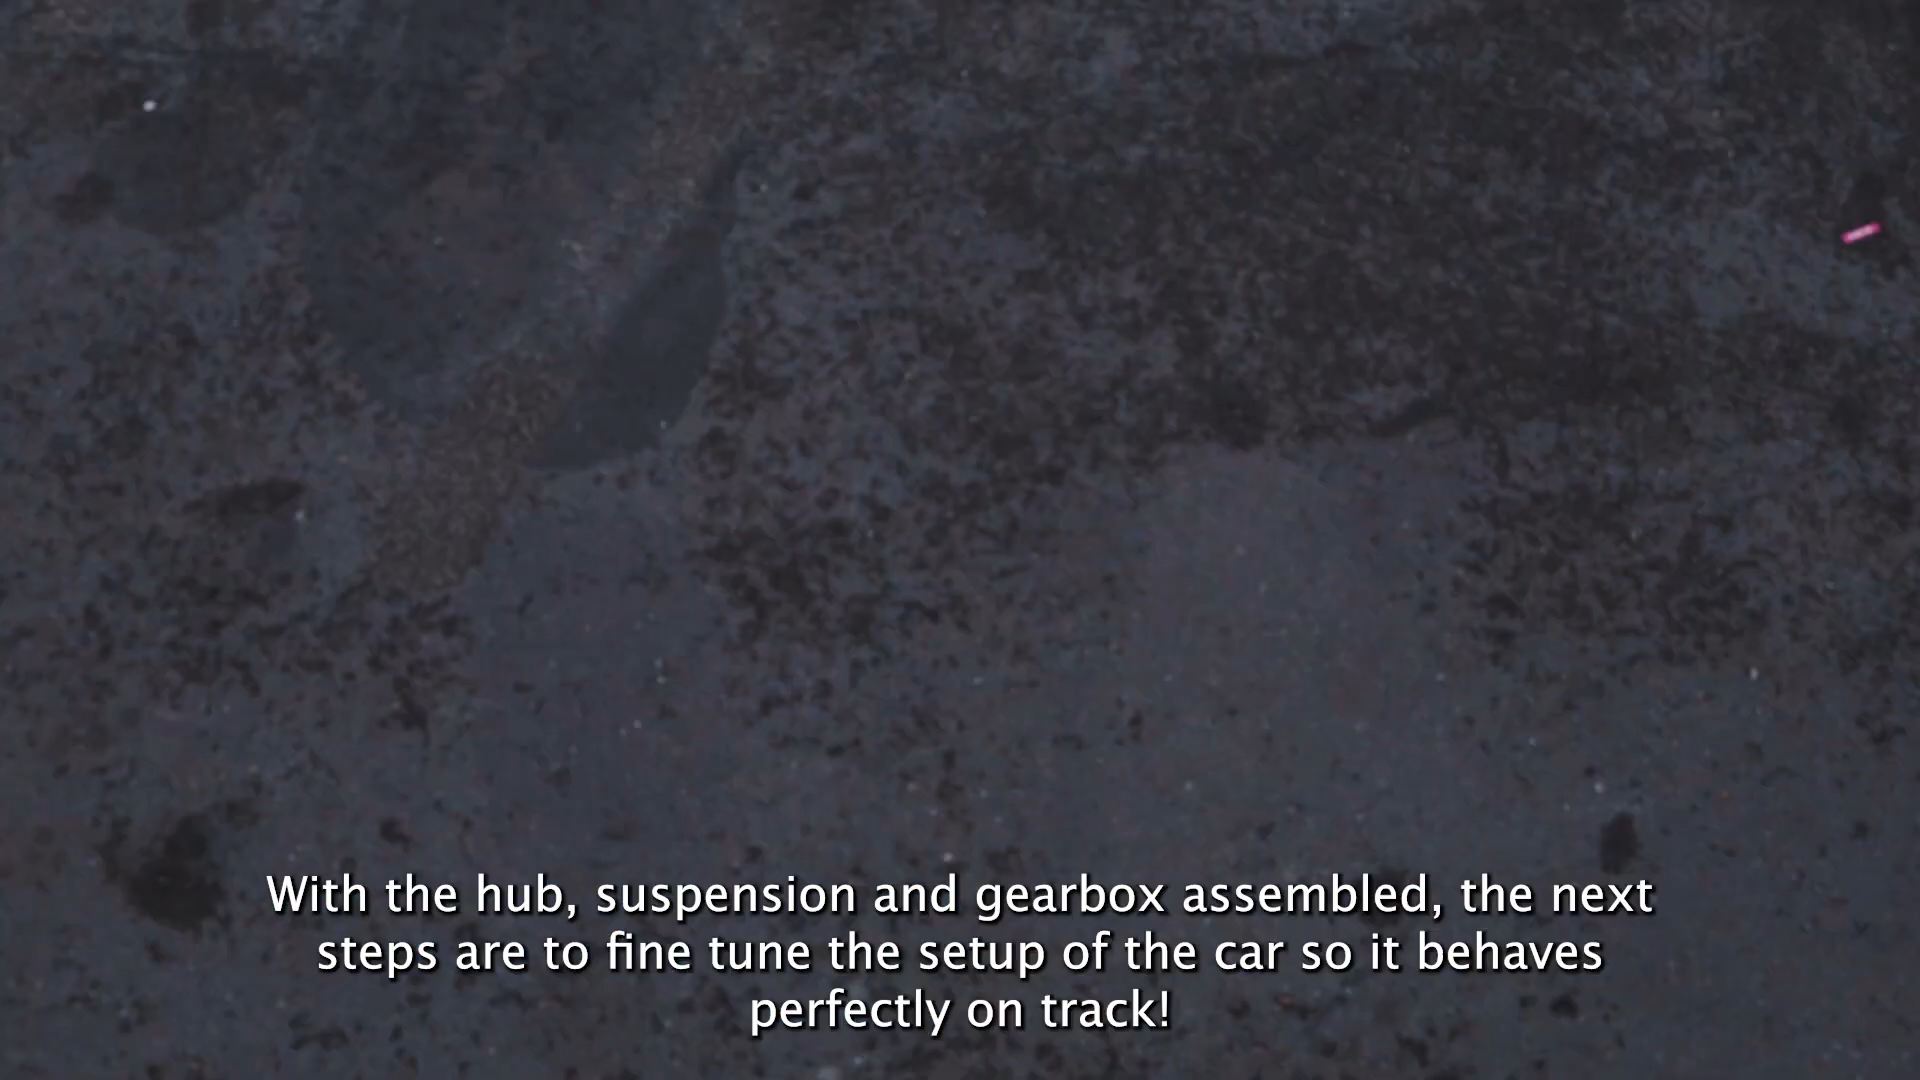 With the hub, suspension and gearbox assembled, the next
steps are to fine tune the setup of the car so it behaves
perfectly on track!